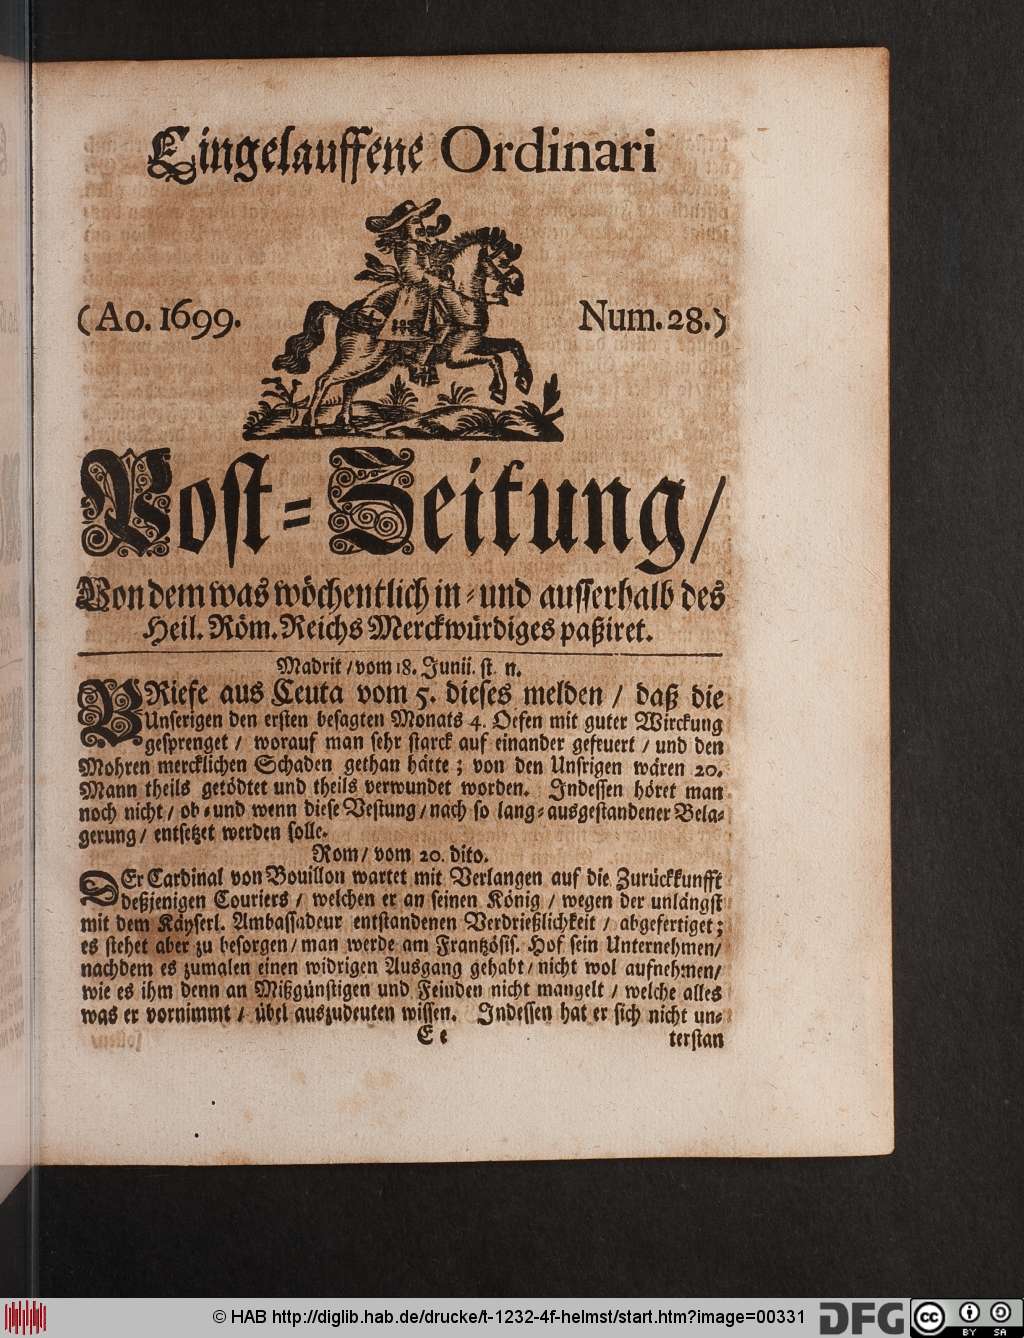 Eingelauffene Ordinari
(Ao. 1699. Num. 28.)
Post-Zeitung /
Von dem was wöchentlich in- und ausserhalb des
Heil. Röm. Reichs Merckwürdiges paßiret.
Madrit / vom 18. Junii. st. n.
BRiefe aus Ceuta vom 5. dieses melden / daß die
Unserigen den ersten besagten Monats 4. Oefen mit guter Wirckung
gesprenget / worauf man sehr starck auf einander gefeuert / und den
Mohren mercklichen Schaden gethan hätte ; von den Unsrigen wären 20.
Mann theils getödtet und theils verwundet worden. Indessen höret man
noch nicht / ob- und wenn diese Vestung / nach so lang-ausgestandener Bela-
gerung / entsetzet werden solle.
Rom / vom 20. dito.
DEr Cardinal von Bouillon wartet mit Verlangen auf die Zurückkunfft
deßjenigen Couriers / welchen er an seinen König / wegen der unlängst
mit dem Käyserl. Ambassadeur entstandenen Verdrießlichkeit / abgefertiget ;
es stehet aber zu besorgen / man werde am Frantzösis. Hof sein Unternehmen /
nachdem es zumalen einen widrigen Ausgang gehabt / nicht wol aufnehmen /
wie es ihm denn an Mißgünstigen und Feinden nicht mangelt / welche alles
was er vornimmt / übel auszudeuten wissen. Indessen hat er sich nicht un-
E e terstan
© HAB http://diglib.hab.de/drucke/t-1232-4f-helmst/start.htm?image=00331
DFG
cc BY SA